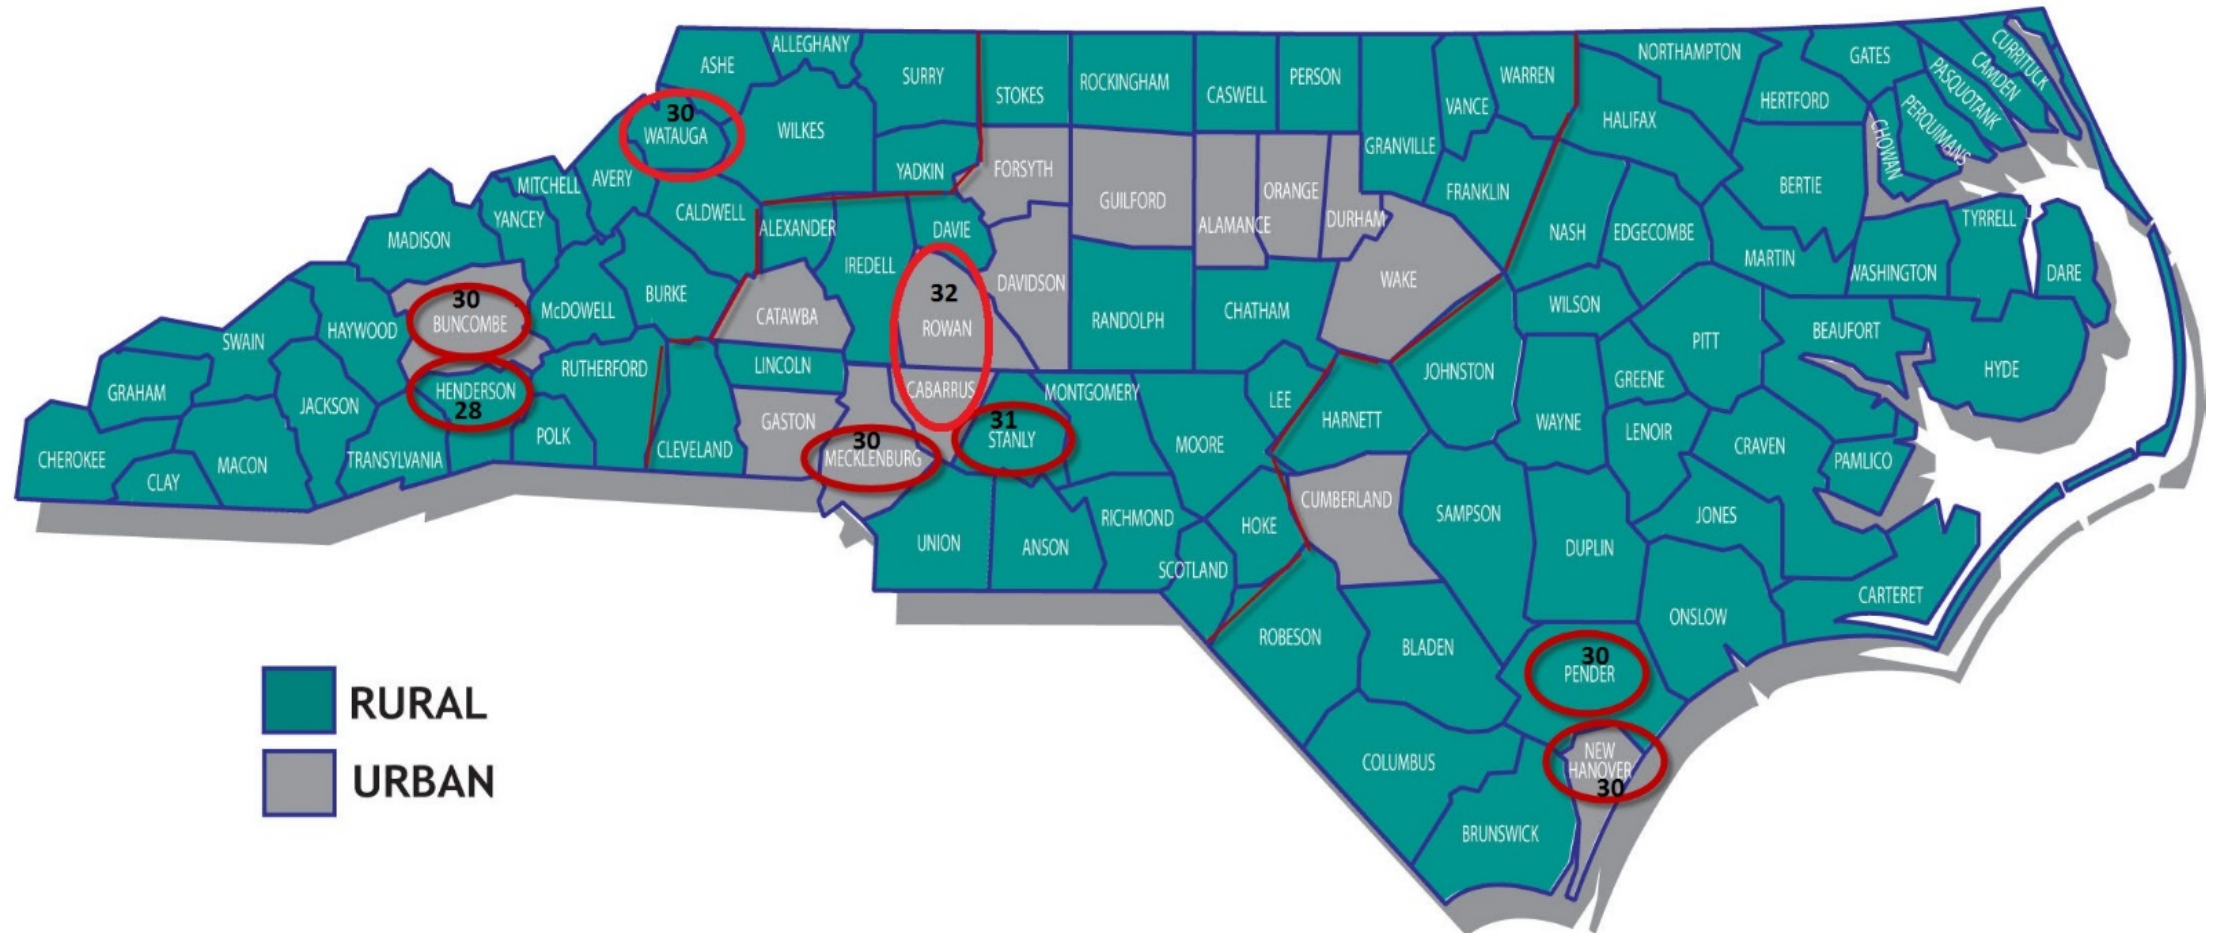 ALLEGHANY
ASHE
SURRY
STOKES
ROCKINGHAM
CASWELL
PERSON
VANCE
WARREN
NORTHAMPTON
GATES
CURRITUCK
CAMDEN
PASQUOTANK
PERQUIMANS
CHOWAN
HERTFORD
HALIFAX
GRANVILLE
30
WATAUGA
WILKES
YADKIN
FORSYTH
GUILFORD
ALAMANCE
ORANGE
DURHAM
FRANKLIN
BERTIE
MITCHELL
AVERY
YANCEY
CALDWELL
ALEXANDER
DAVIE
MADISON
IREDELL
DAVIDSON
WAKE
NASH
EDGECOMBE
MARTIN
WASHINGTON
TYRRELL
DARE
30
BUNCOMBE
McDOWELL
BURKE
CATAWBA
32
ROWAN
RANDOLPH
CHATHAM
WILSON
PITT
BEAUFORT
HYDE
SWAIN
HAYWOOD
RUTHERFORD
LINCOLN
CABARRUS
MONTGOMERY
LEE
JOHNSTON
GREENE
GRAHAM
JACKSON
HENDERSON
28
GASTON
31
STANLY
MOORE
HARNETT
WAYNE
LENOIR
CRAVEN
PAMLICO
CHEROKEE
CLAY
MACON
TRANSYLVANIA
POLK
CLEVELAND
30
MECKLENBURG
UNION
ANSON
RICHMOND
SCOTLAND
HOKE
CUMBERLAND
SAMPSON
DUPLIN
JONES
CARTERET
ONSLOW
ROBESON
BLADEN
30
PENDER
COLUMBUS
NEW
HANOVER
30
BRUNSWICK
RURAL
URBAN